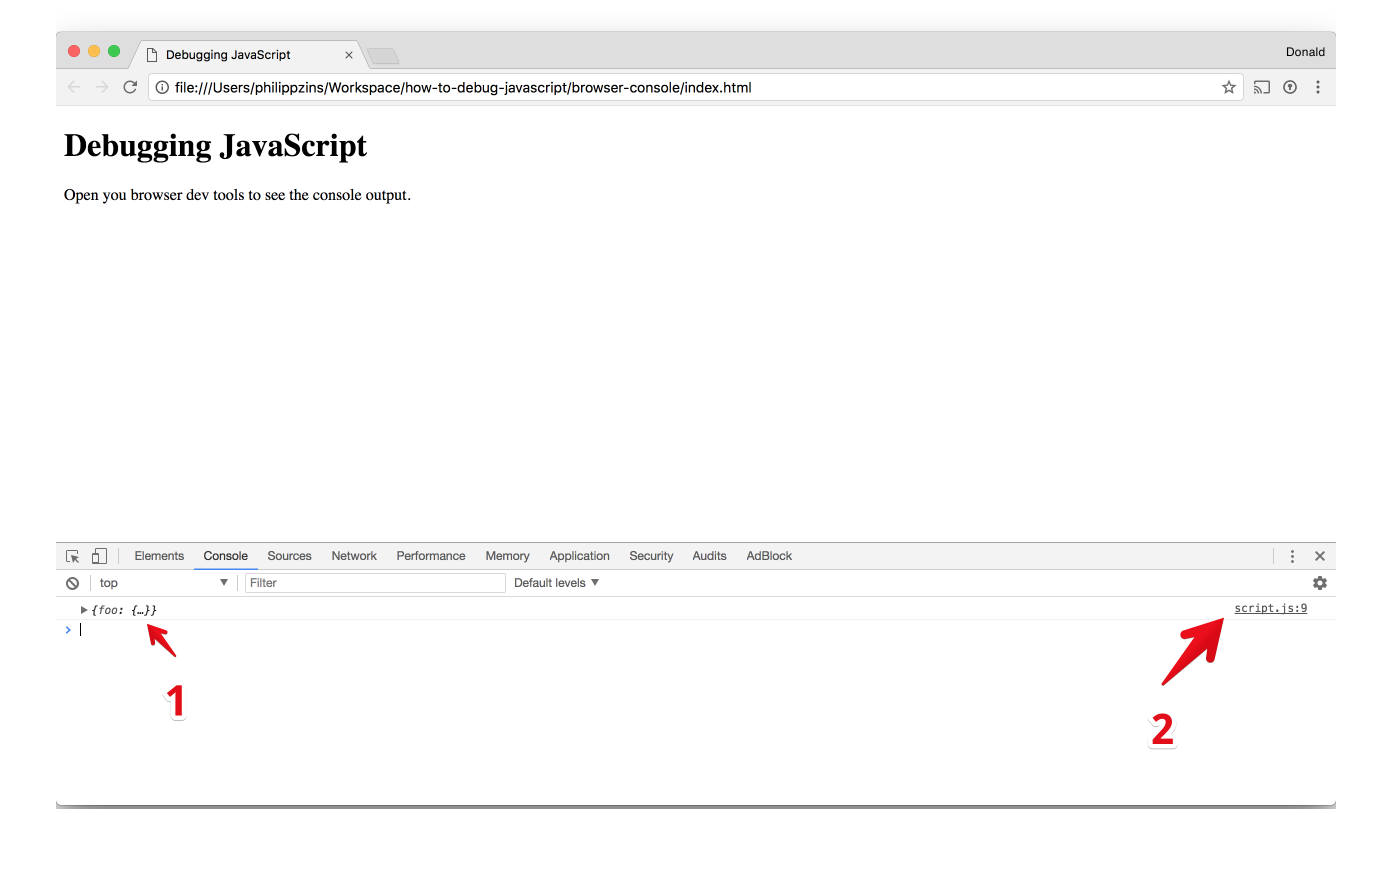 Debugging JavaScript
Donald
file:///Users/philippzins/Workspace/how-to-debug-javascript/browser-console/index.html
Debugging JavaScript
Open you browser dev tools to see the console output.
Elements Console Sources Network Performance Memory Application Security Audits AdBlock
top Filter Default levels
{foo: {…}} script.js:9
1
2